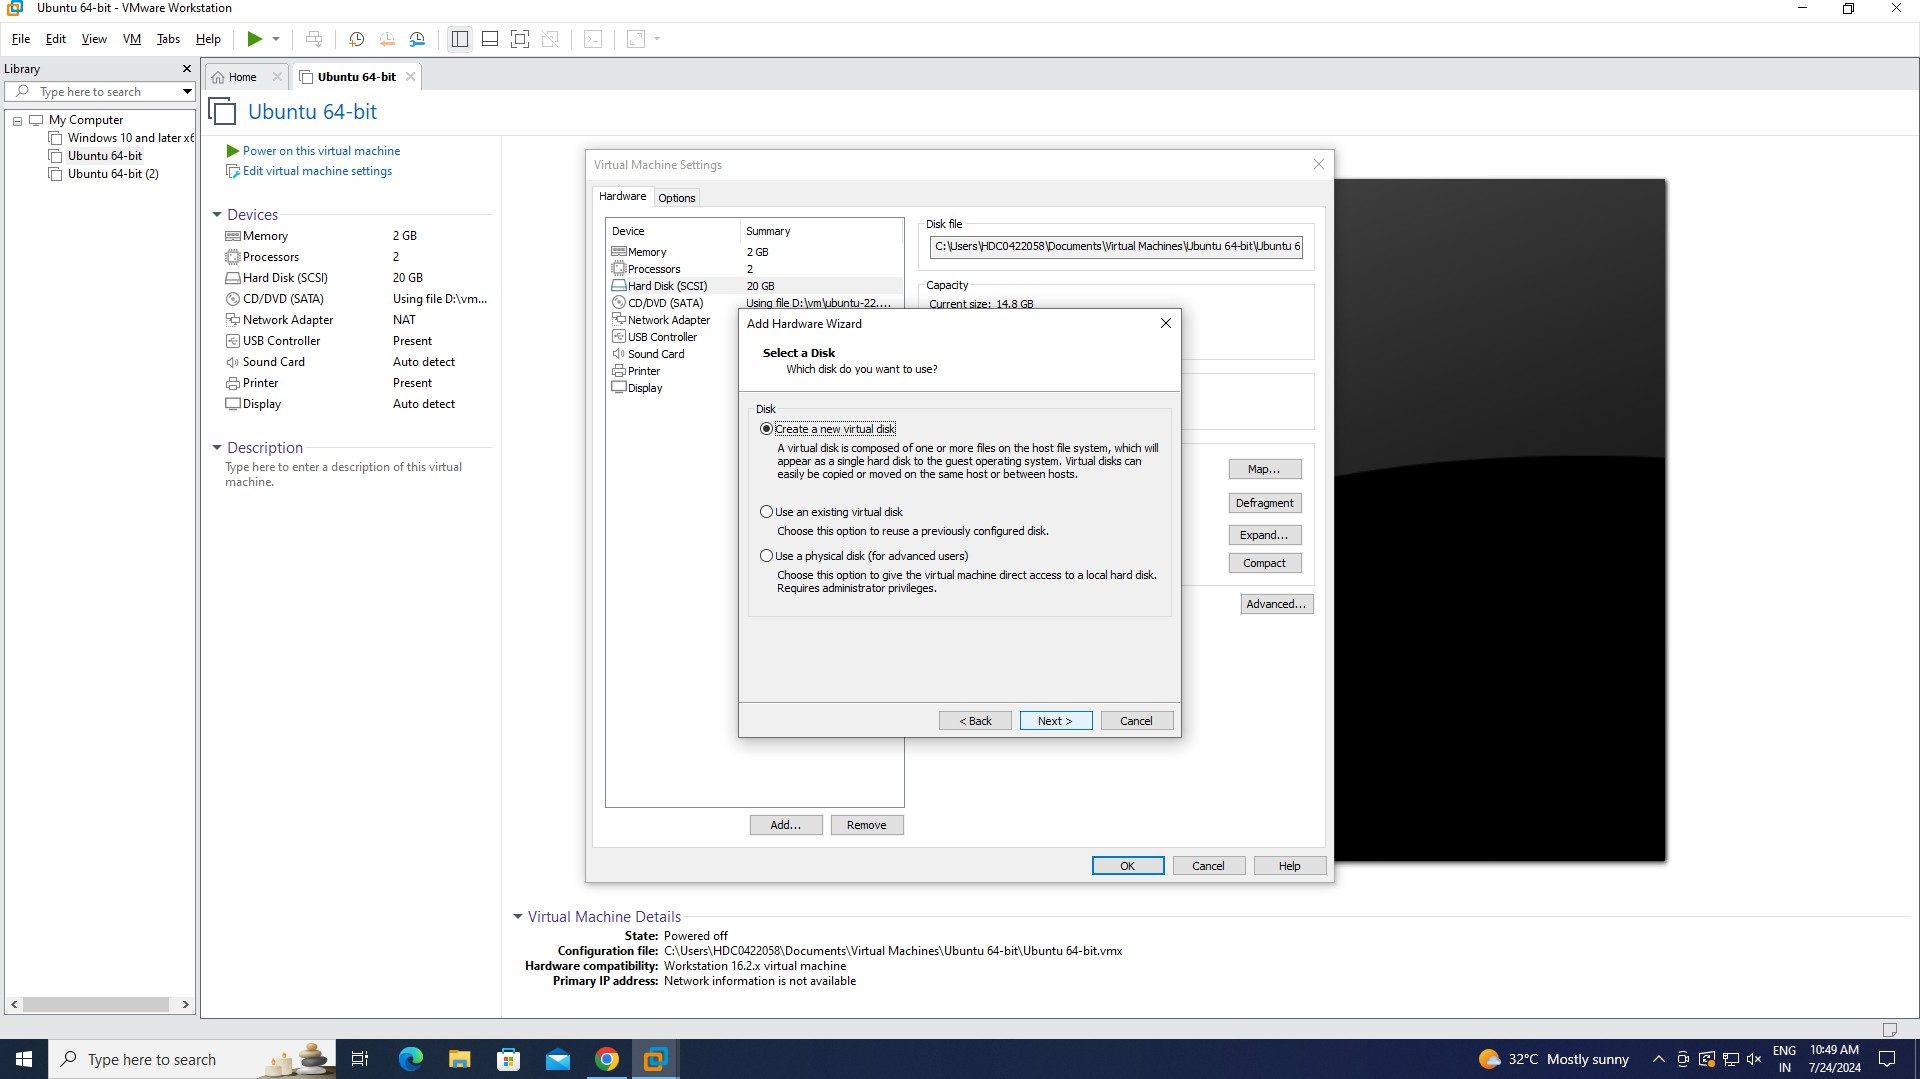 Ubuntu 64-bit - VMware Workstation
File Edit View VM Tabs Help
Library
Type here to search
My Computer
Windows 10 and later x6
Ubuntu 64-bit
Ubuntu 64-bit (2)
Home
Ubuntu 64-bit
Ubuntu 64-bit
Power on this virtual machine
Edit virtual machine settings
Devices
Memory 2 GB
Processors 2
Hard Disk (SCSI) 20 GB
CD/DVD (SATA) Using file D:\vm...
Network Adapter NAT
USB Controller Present
Sound Card Auto detect
Printer Present
Display Auto detect
Description
Type here to enter a description of this virtual
machine.
Virtual Machine Settings
Hardware Options
Device Summary
Memory 2 GB
Processors 2
Hard Disk (SCSI) 20 GB
CD/DVD (SATA) Using file D:\vm\ubuntu-22....
Network Adapter
USB Controller
Sound Card
Printer
Display
Disk file
C:\Users\HDC0422058\Documents\Virtual Machines\Ubuntu 64-bit\Ubuntu 6
Capacity
Current size: 14.8 GB
Add Hardware Wizard
Select a Disk
Which disk do you want to use?
Disk
Create a new virtual disk
A virtual disk is composed of one or more files on the host file system, which will
appear as a single hard disk to the guest operating system. Virtual disks can
easily be copied or moved on the same host or between hosts.
Use an existing virtual disk
Choose this option to reuse a previously configured disk.
Use a physical disk (for advanced users)
Choose this option to give the virtual machine direct access to a local hard disk.
Requires administrator privileges.
< Back Next > Cancel
Map...
Defragment
Expand...
Compact
Advanced...
Add... Remove
OK Cancel Help
Virtual Machine Details
State: Powered off
Configuration file: C:\Users\HDC0422058\Documents\Virtual Machines\Ubuntu 64-bit\Ubuntu 64-bit.vmx
Hardware compatibility: Workstation 16.2.x virtual machine
Primary IP address: Network information is not available
Type here to search
32°C Mostly sunny
ENG
IN
10:49 AM
7/24/2024